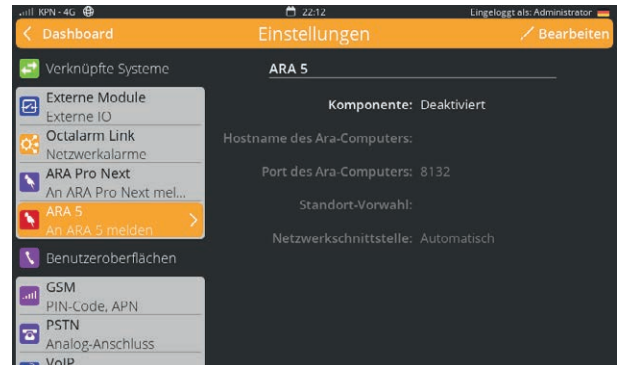 KPN - 4G 22:12 Eingeloggt als: Administrator
Dashboard Einstellungen Bearbeiten
Verknüpfte Systeme
Externe Module
Externe IO
Octalarm Link
Netzwerkalarme
ARA Pro Next
An ARA Pro Next mel...
ARA 5
An ARA 5 melden
Benutzeroberflächen
GSM
PIN-Code, APN
PSTN
Analog-Anschluss
VoIP
ARA 5
Komponente: Deaktiviert
Hostname des Ara-Computers:
Port des Ara-Computers: 8132
Standort-Vorwahl:
Netzwerkschnittstelle: Automatisch